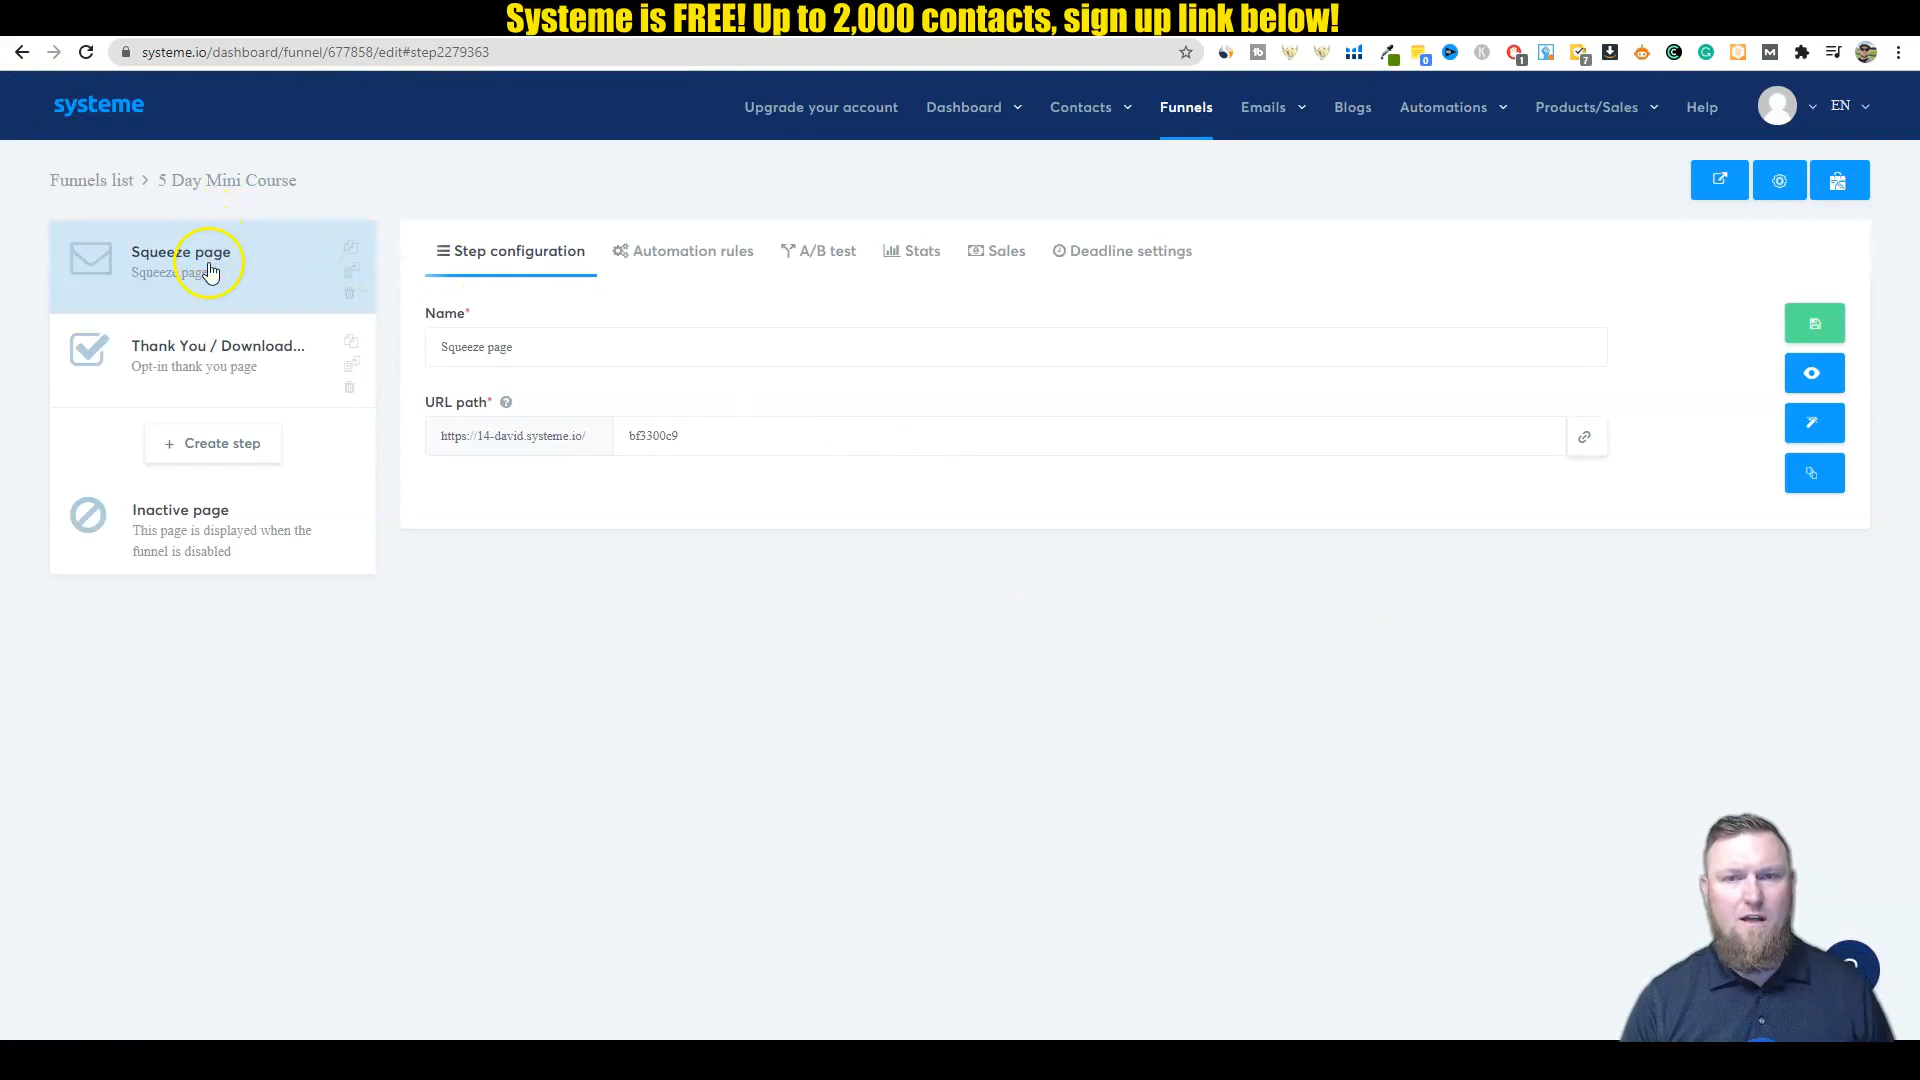 Systeme is FREE! Up to 2,000 contacts, sign up link below!
systeme.io/dashboard/funnel/677858/edit#step2279363
systeme
Upgrade your account Dashboard Contacts Funnels Emails Blogs Automations Products/Sales Help EN
Funnels list > 5 Day Mini Course
Squeeze page
Squeeze page
Thank You / Download...
Opt-in thank you page
+ Create step
Inactive page
This page is displayed when the
funnel is disabled
Step configuration Automation rules A/B test Stats Sales Deadline settings
Name*
Squeeze page
URL path*
https://14-david.systeme.io/ bf3300c9